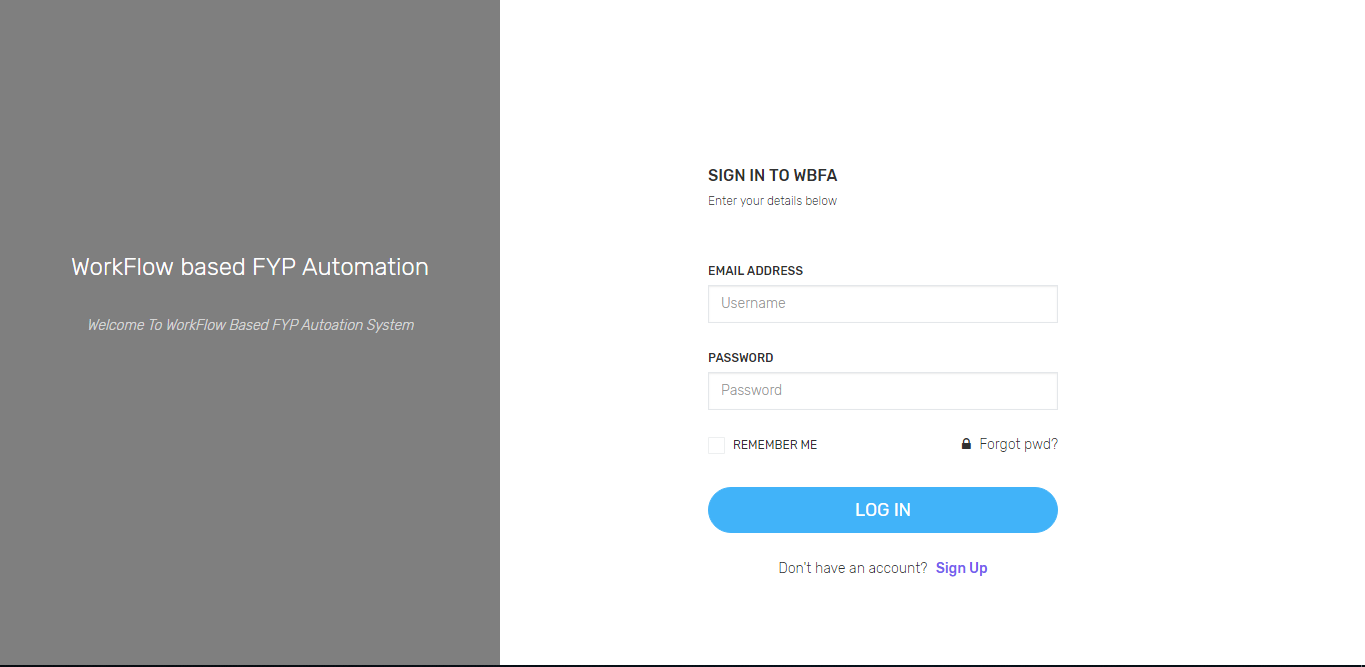 WorkFlow based FYP Automation
Welcome To WorkFlow Based FYP Autoation System
SIGN IN TO WBFA
Enter your details below
EMAIL ADDRESS
Username
PASSWORD
Password
REMEMBER ME
Forgot pwd?
LOG IN
Don't have an account? Sign Up